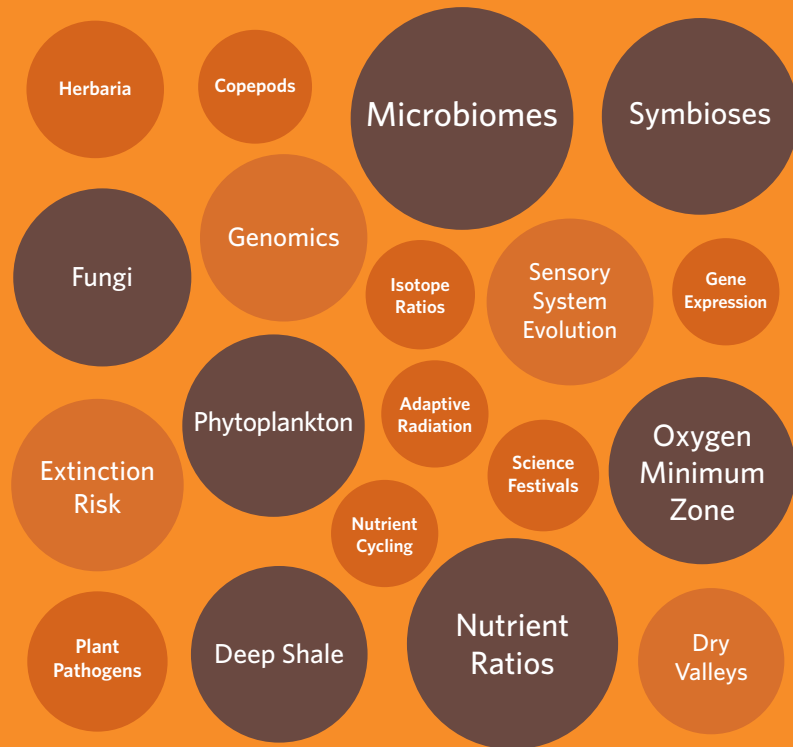 Herbaria
Copepods
Microbiomes
Symbioses
Fungi
Genomics
Isotope
Ratios
Sensory
System
Evolution
Gene
Expression
Phytoplankton
Adaptive
Radiation
Extinction
Risk
Science
Festivals
Oxygen
Minimum
Zone
Nutrient
Cycling
Plant
Pathogens
Deep Shale
Nutrient
Ratios
Dry
Valleys